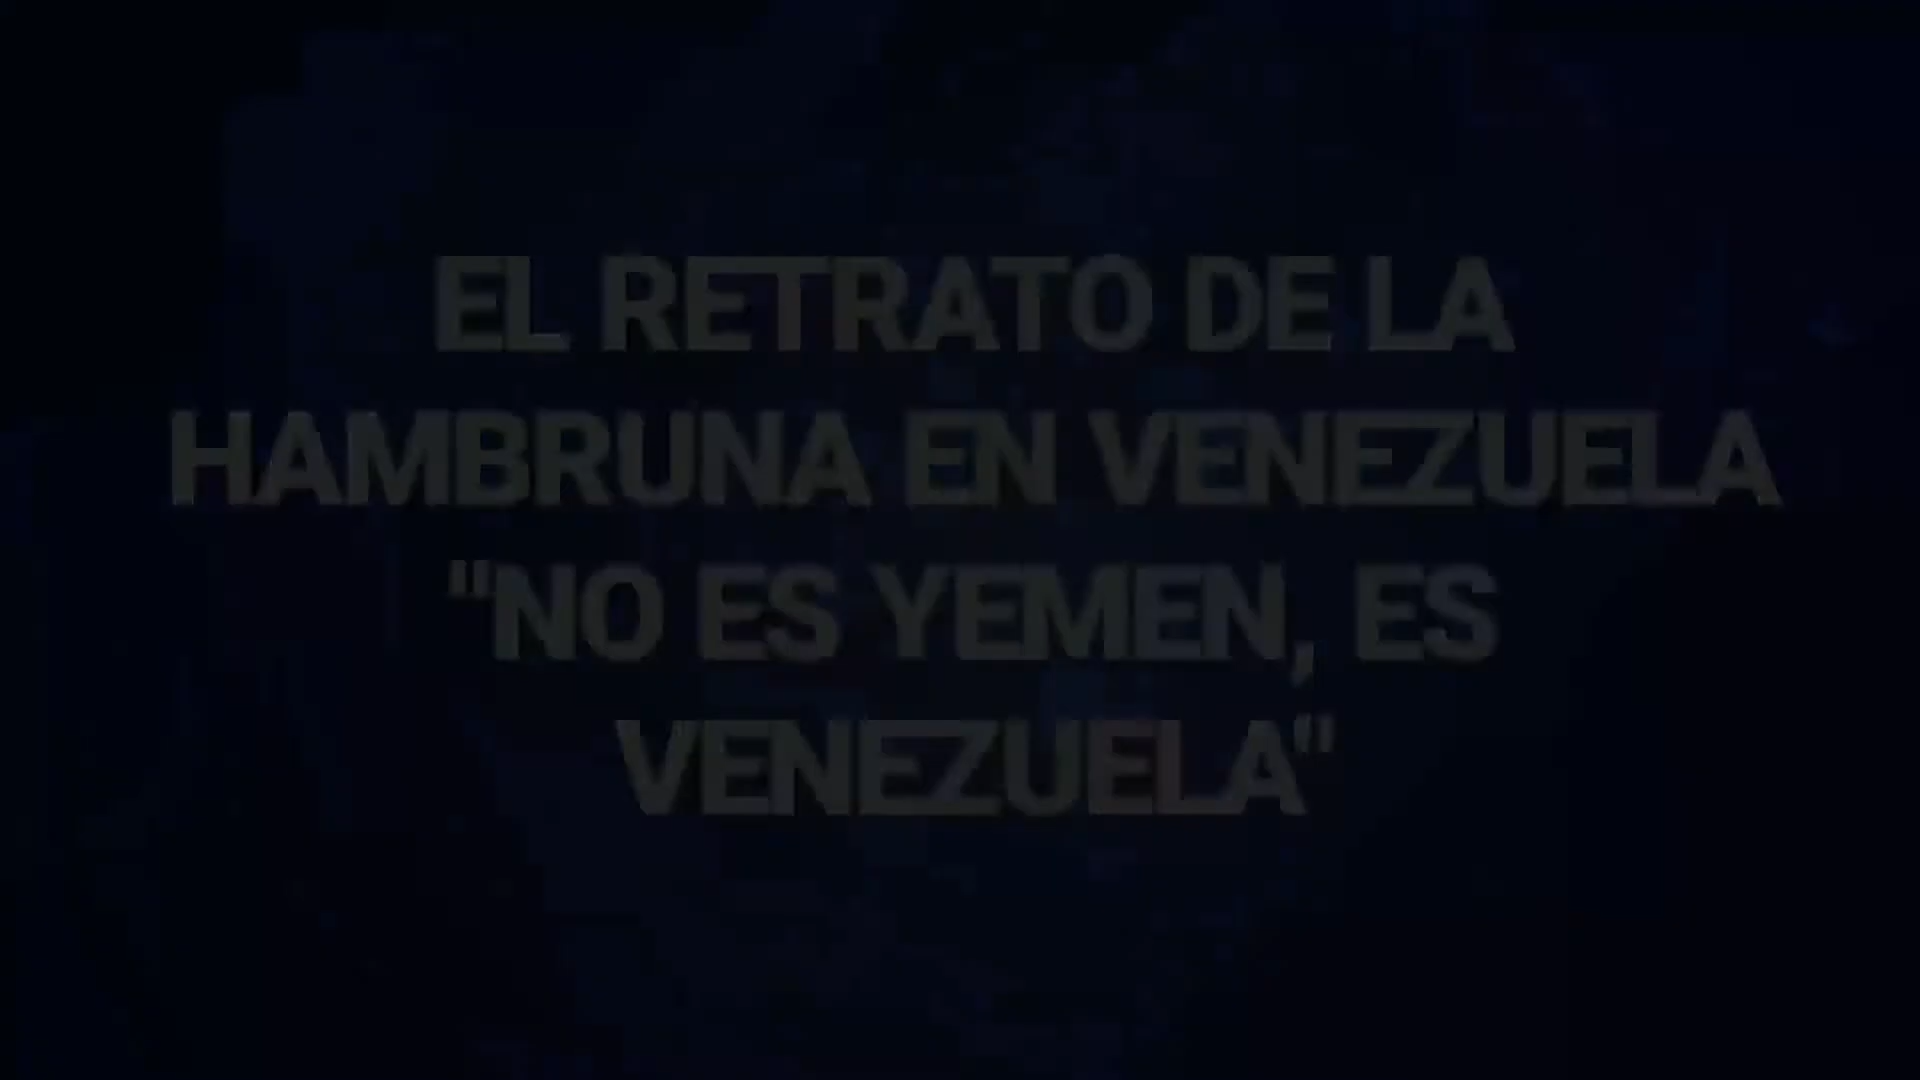 EL RETRATO DE LA
HAMBRUNA EN VENEZUELA
"NO ES YEMEN, ES
VENEZUELA"